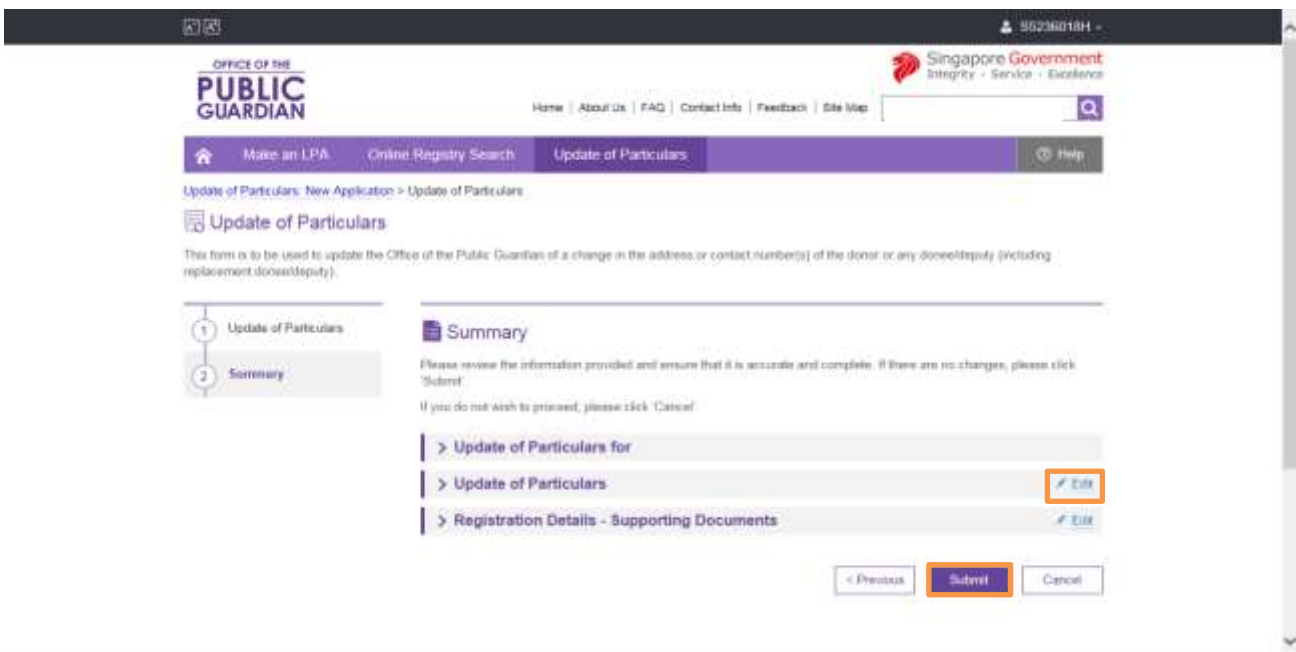 S5236018H
OFFICE OF THE
PUBLIC
GUARDIAN
Singapore Government
Integrity · Service · Excellence
Home | About Us | FAQ | Contact Info | Feedback | Site Map
Make an LPA Online Registry Search Update of Particulars Help
Update of Particulars: New Application > Update of Particulars
Update of Particulars
This form is to be used to update the Office of the Public Guardian of a change in the address or contact number(s) of the donor or any donee/deputy (including
replacement donee/deputy).
1 Update of Particulars
2 Summary
Summary
Please review the information provided and ensure that it is accurate and complete. If there are no changes, please click
'Submit'.
If you do not wish to proceed, please click 'Cancel'.
> Update of Particulars for
> Update of Particulars Edit
> Registration Details - Supporting Documents Edit
< Previous Submit Cancel